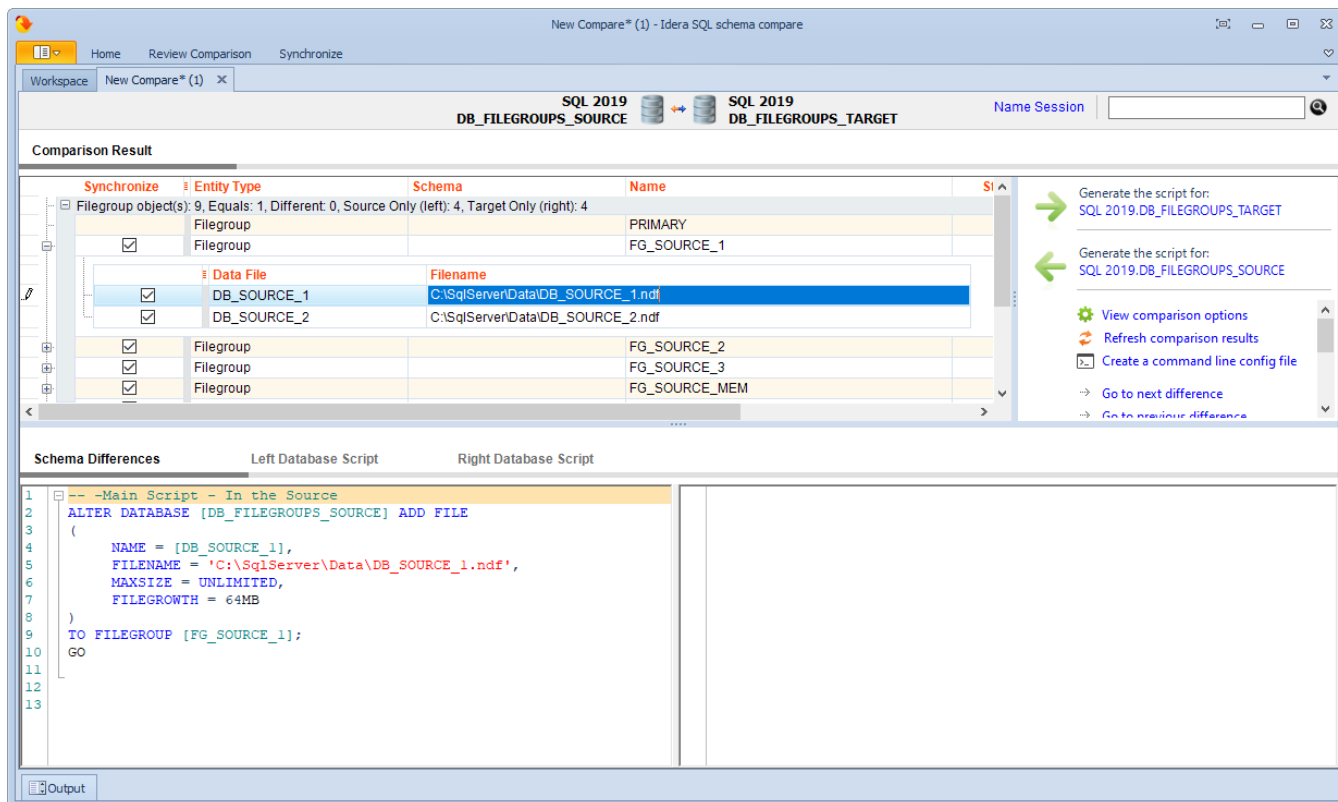 New Compare* (1) - Idera SQL schema compare
Home Review Comparison Synchronize
Workspace New Compare* (1)
SQL 2019 SQL 2019
DB_FILEGROUPS_SOURCE DB_FILEGROUPS_TARGET Name Session
Comparison Result
Synchronize Entity Type Schema Name
Filegroup object(s): 9, Equals: 1, Different: 0, Source Only (left): 4, Target Only (right): 4
Filegroup PRIMARY
Filegroup FG_SOURCE_1
Data File Filename
DB_SOURCE_1 C:\SqlServer\Data\DB_SOURCE_1.ndf
DB_SOURCE_2 C:\SqlServer\Data\DB_SOURCE_2.ndf
Filegroup FG_SOURCE_2
Filegroup FG_SOURCE_3
Filegroup FG_SOURCE_MEM
Generate the script for:
SQL 2019.DB_FILEGROUPS_TARGET
Generate the script for:
SQL 2019.DB_FILEGROUPS_SOURCE
View comparison options
Refresh comparison results
Create a command line config file
Go to next difference
Go to previous difference
Schema Differences Left Database Script Right Database Script
1 -- -Main Script - In the Source
2 ALTER DATABASE [DB_FILEGROUPS_SOURCE] ADD FILE
3 (
4 NAME = [DB_SOURCE_1],
5 FILENAME = 'C:\SqlServer\Data\DB_SOURCE_1.ndf',
6 MAXSIZE = UNLIMITED,
7 FILEGROWTH = 64MB
8 )
9 TO FILEGROUP [FG_SOURCE_1];
10 GO
11
12
13
Output